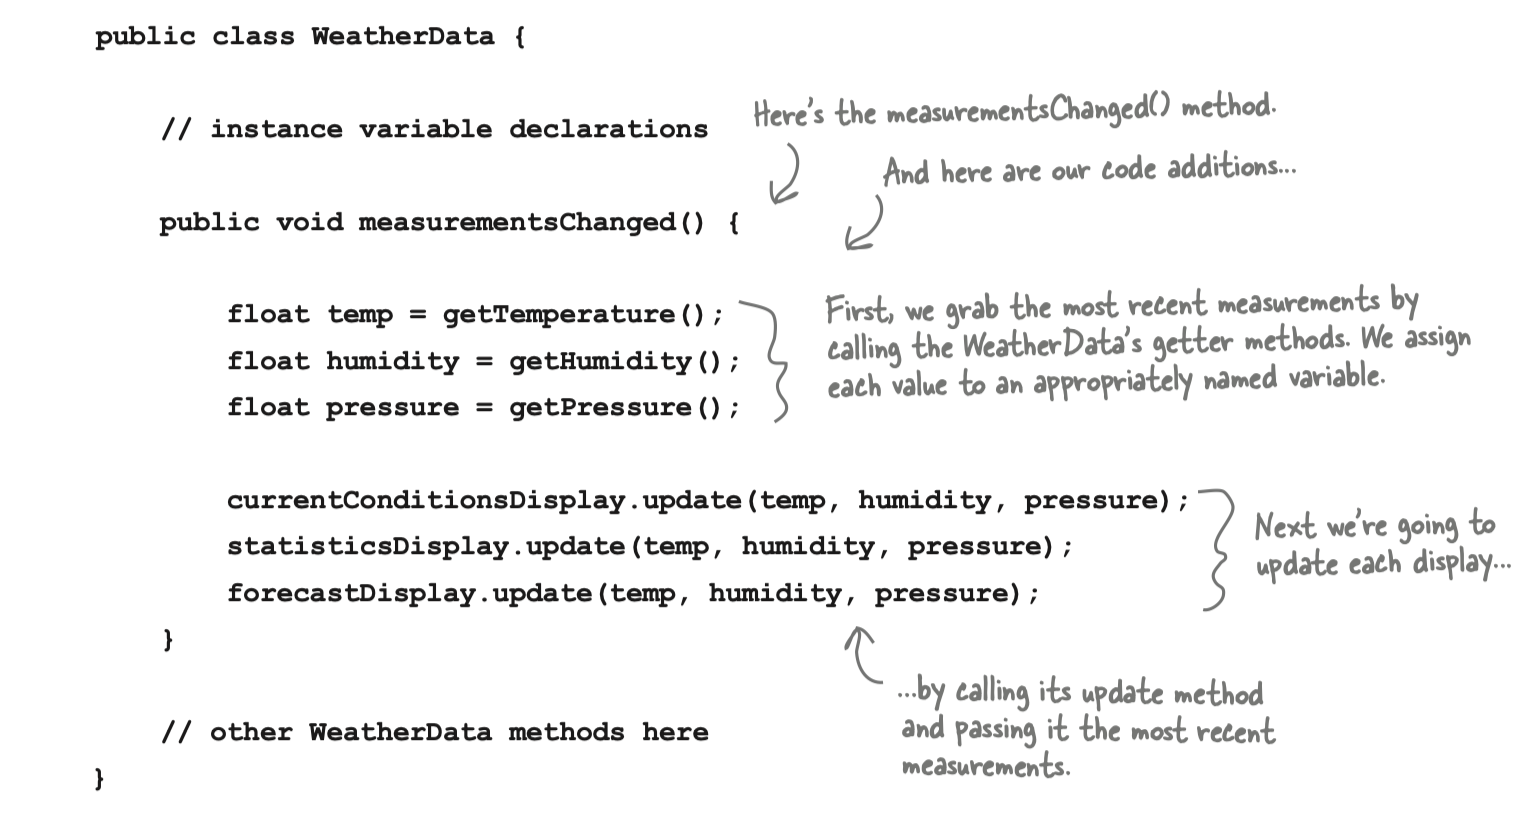 public class WeatherData {
// instance variable declarations
Here's the measurementsChanged() method.
And here are our code additions...
public void measurementsChanged() {
float temp = getTemperature();
float humidity = getHumidity();
float pressure = getPressure();
First, we grab the most recent measurements by
calling the WeatherData's getter methods. We assign
each value to an appropriately named variable.
currentConditionsDisplay.update(temp, humidity, pressure);
statisticsDisplay.update(temp, humidity, pressure);
forecastDisplay.update(temp, humidity, pressure);
Next we're going to
update each display...
}
...by calling its update method
and passing it the most recent
measurements.
// other WeatherData methods here
}